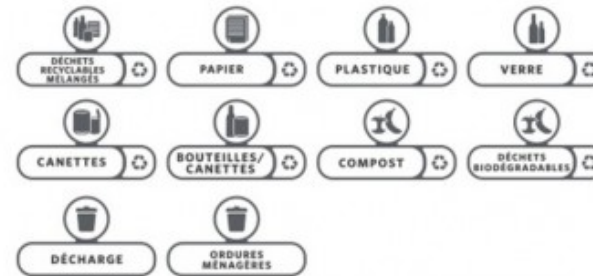 DÉCHETS
RECYCLABLES
MÉLANGÉS
PAPIER
PLASTIQUE
VERRE
CANETTES
BOUTEILLES/
CANETTES
COMPOST
DÉCHETS
BIODÉGRADABLES
DÉCHARGE
ORDURES
MÉNAGÈRES